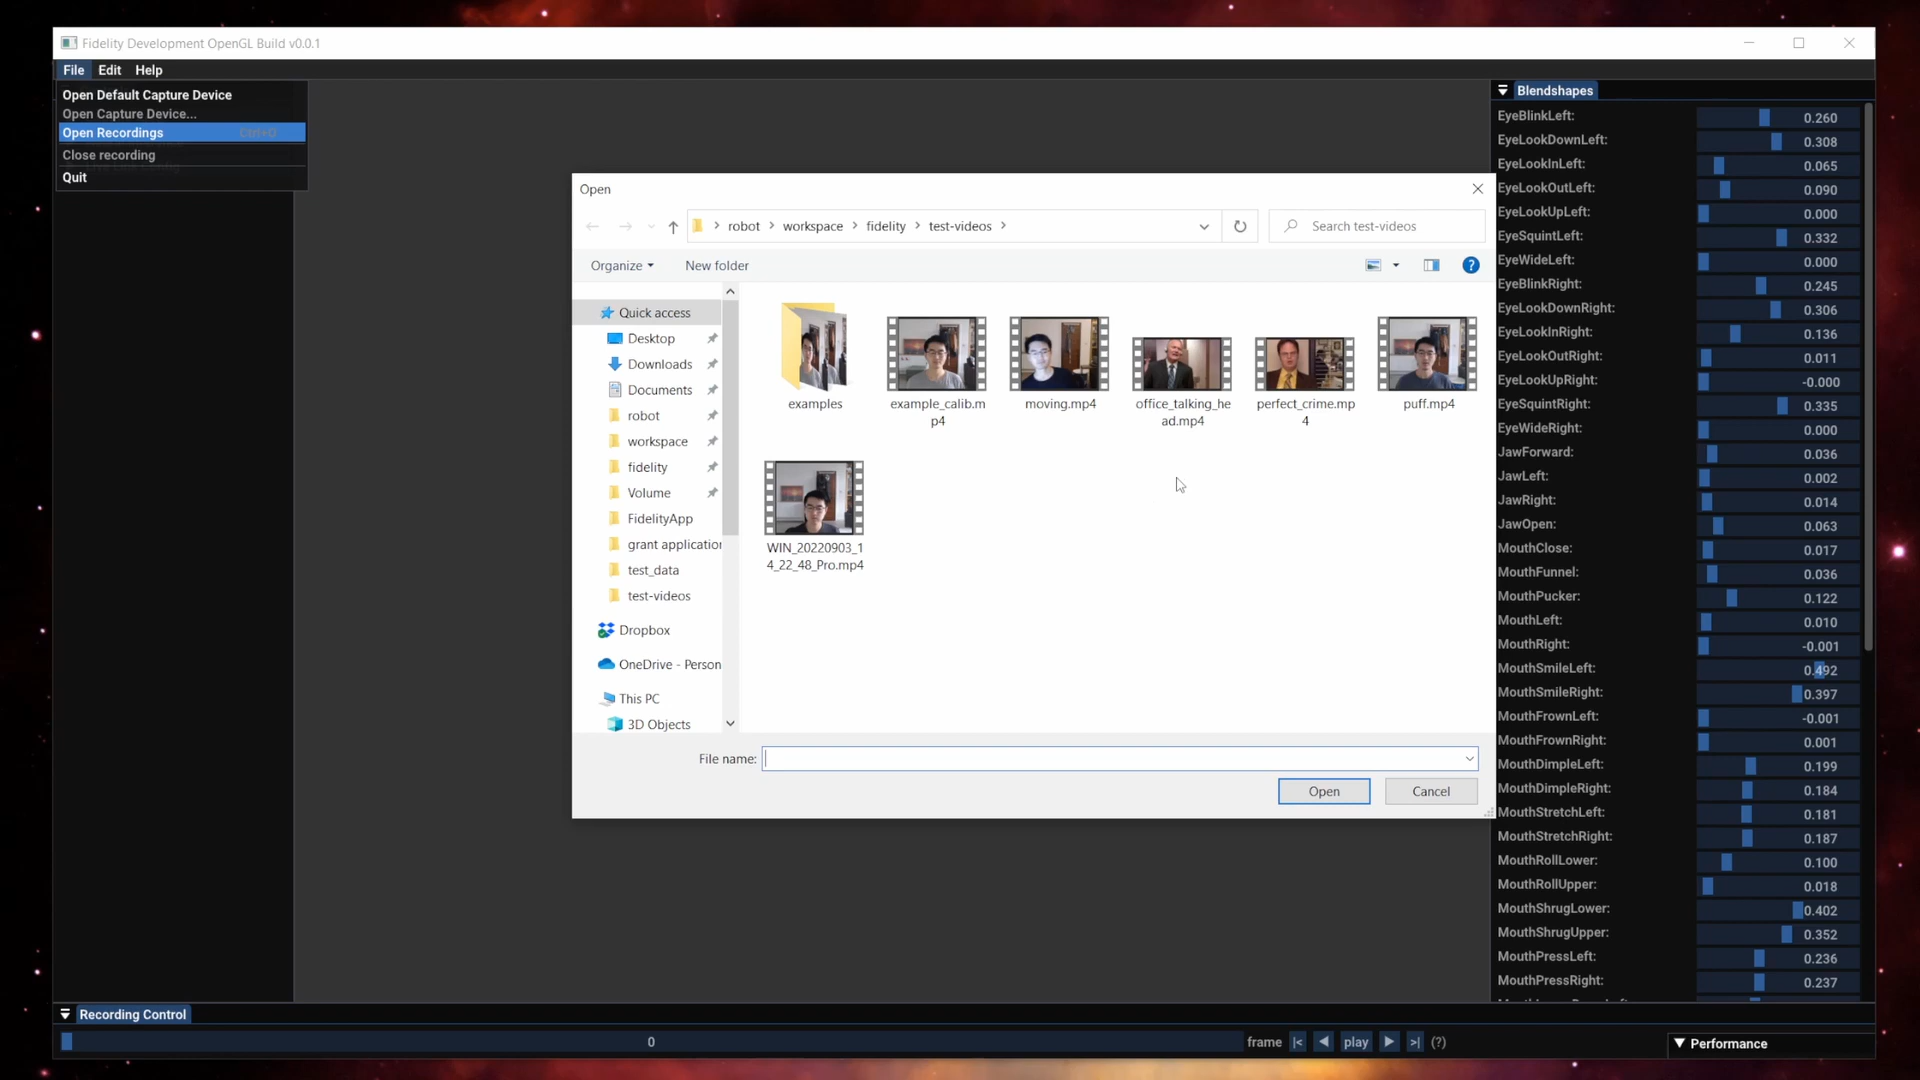 Fidelity Development OpenGL Build v0.0.1
File Edit Help
Open Default Capture Device
Open Capture Device...
Open Recordings Ctrl+O
Close recording
Quit
Open
robot > workspace > fidelity > test-videos >
Search test-videos
Organize
New folder
Quick access
Desktop
Downloads
Documents
robot
workspace
fidelity
Volume
FidelityApp
grant application
test_data
test-videos
Dropbox
OneDrive - Person
This PC
3D Objects
examples
example_calib.m
p4
moving.mp4
office_talking_he
ad.mp4
perfect_crime.mp
4
puff.mp4
WIN_20220903_1
4_22_48_Pro.mp4
File name:
Open
Cancel
Blendshapes
EyeBlinkLeft: 0.260
EyeLookDownLeft: 0.308
EyeLookInLeft: 0.065
EyeLookOutLeft: 0.090
EyeLookUpLeft: 0.000
EyeSquintLeft: 0.332
EyeWideLeft: 0.000
EyeBlinkRight: 0.245
EyeLookDownRight: 0.306
EyeLookInRight: 0.136
EyeLookOutRight: 0.011
EyeLookUpRight: -0.000
EyeSquintRight: 0.335
EyeWideRight: 0.000
JawForward: 0.036
JawLeft: 0.002
JawRight: 0.014
JawOpen: 0.063
MouthClose: 0.017
MouthFunnel: 0.036
MouthPucker: 0.122
MouthLeft: 0.010
MouthRight: -0.001
MouthSmileLeft: 0.492
MouthSmileRight: 0.397
MouthFrownLeft: -0.001
MouthFrownRight: 0.001
MouthDimpleLeft: 0.199
MouthDimpleRight: 0.184
MouthStretchLeft: 0.181
MouthStretchRight: 0.187
MouthRollLower: 0.100
MouthRollUpper: 0.018
MouthShrugLower: 0.402
MouthShrugUpper: 0.352
MouthPressLeft: 0.236
MouthPressRight: 0.237
Recording Control
0
frame |< play >| (?)
Performance